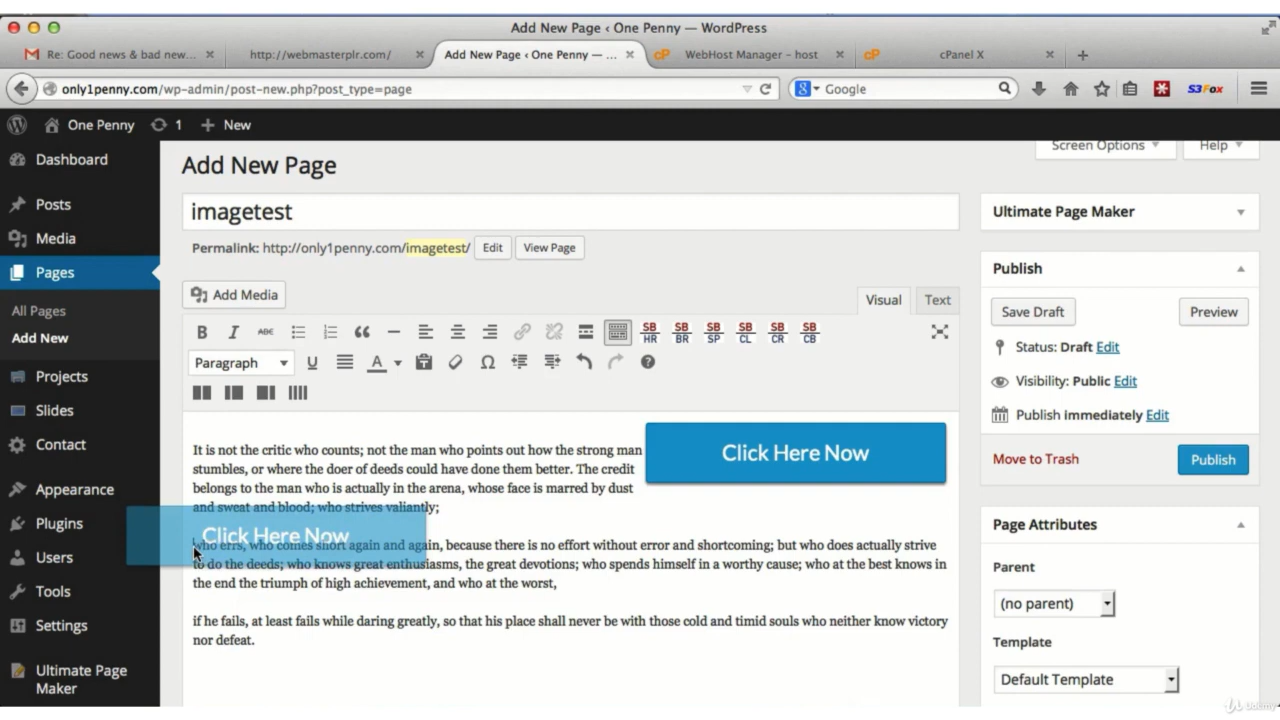 Add New Page ‹ One Penny — WordPress
Re: Good news & bad new... × http://webmasterplr.com/ × Add New Page ‹ One Penny — ... × cP WebHost Manager - host × cP cPanel X × +
only1penny.com/wp-admin/post-new.php?post_type=page 8 Google S3Fox
One Penny 1 + New
Dashboard
Posts
Media
Pages
All Pages
Add New
Projects
Slides
Contact
Appearance
Plugins
Users
Tools
Settings
Ultimate Page
Maker
Screen Options Help
Add New Page
imagetest
Permalink: http://only1penny.com/imagetest/ Edit View Page
Add Media
Visual Text
B I ABC SB HR SB BR SB SP SB CL SB CR SB CB
Paragraph U A Ω
It is not the critic who counts; not the man who points out how the strong man
stumbles, or where the doer of deeds could have done them better. The credit
belongs to the man who is actually in the arena, whose face is marred by dust
and sweat and blood; who strives valiantly;
Click Here Now
Click Here Now
who errs, who comes short again and again, because there is no effort without error and shortcoming; but who does actually strive
to do the deeds; who knows great enthusiasms, the great devotions; who spends himself in a worthy cause; who at the best knows in
the end the triumph of high achievement, and who at the worst,
if he fails, at least fails while daring greatly, so that his place shall never be with those cold and timid souls who neither know victory
nor defeat.
Ultimate Page Maker
Publish
Save Draft Preview
Status: Draft Edit
Visibility: Public Edit
Publish immediately Edit
Move to Trash Publish
Page Attributes
Parent
(no parent)
Template
Default Template
Udemy